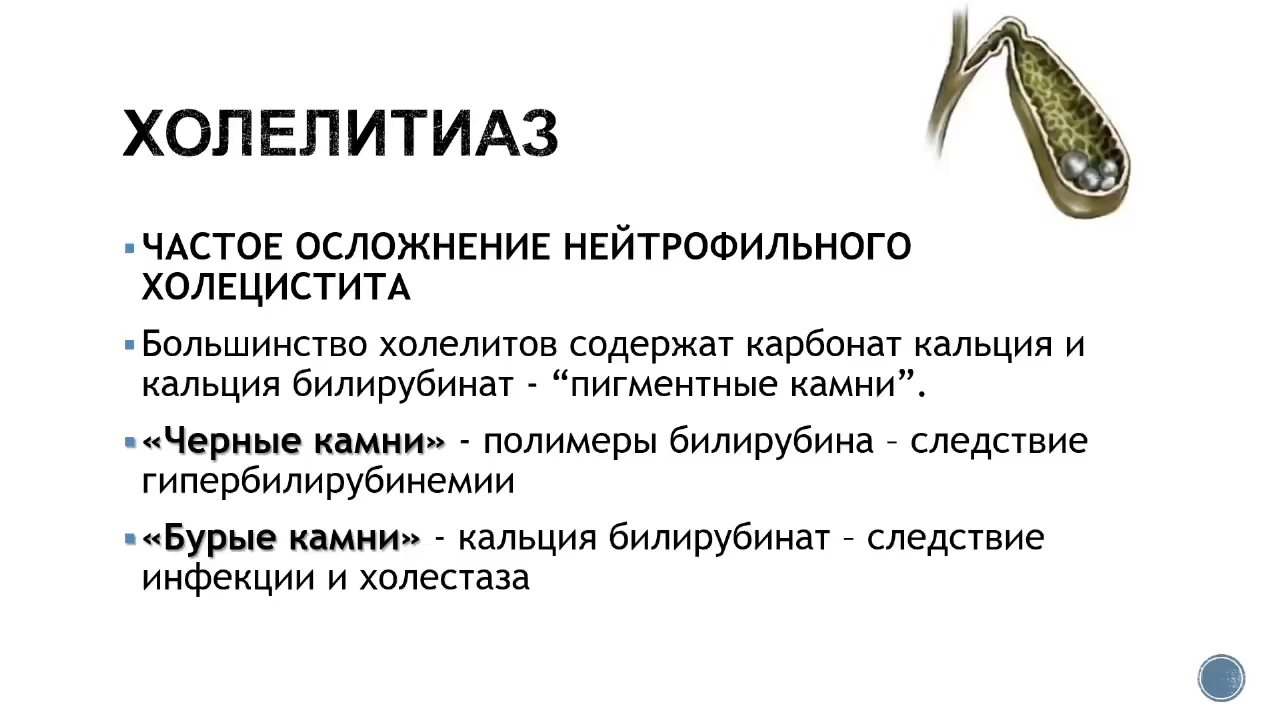 ХОЛЕЛИТИАЗ
▪ ЧАСТОЕ ОСЛОЖНЕНИЕ НЕЙТРОФИЛЬНОГО
ХОЛЕЦИСТИТА
▪ Большинство холелитов содержат карбонат кальция и
кальция билирубинат - “пигментные камни”.
▪ «Черные камни» - полимеры билирубина – следствие
гипербилирубинемии
▪ «Бурые камни» - кальция билирубинат – следствие
инфекции и холестаза